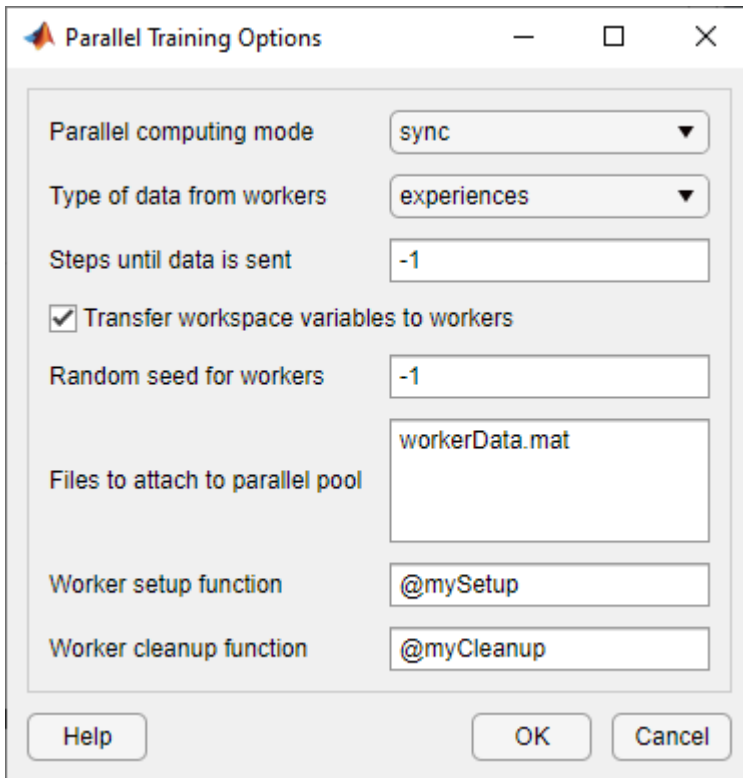 Parallel Training Options
Parallel computing mode sync
Type of data from workers experiences
Steps until data is sent -1
Transfer workspace variables to workers
Random seed for workers -1
workerData.mat
Files to attach to parallel pool
Worker setup function @mySetup
Worker cleanup function @myCleanup
Help OK Cancel